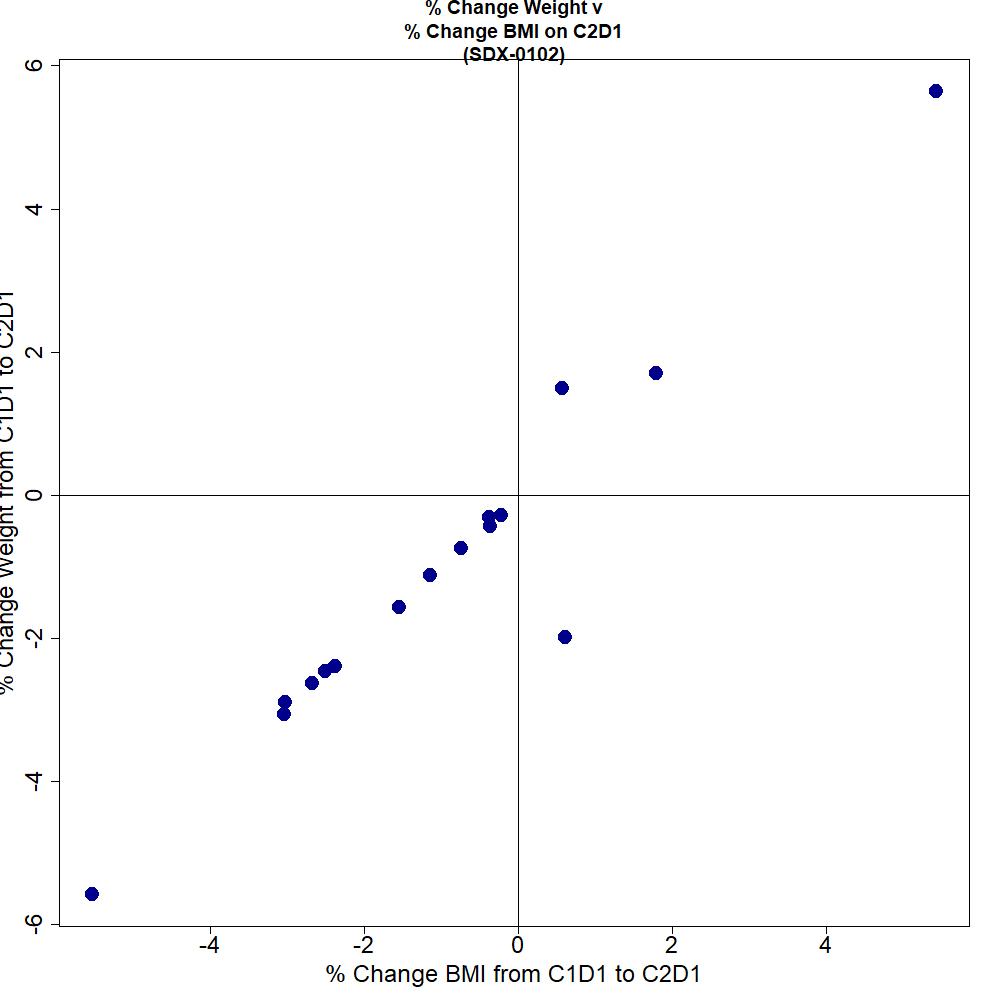 % Change Weight v
% Change BMI on C2D1
(SDX-0102)
% Change Weight from C1D1 to C2D1
6
4
2
0
-2
-4
-6
-4
-2
0
2
4
% Change BMI from C1D1 to C2D1